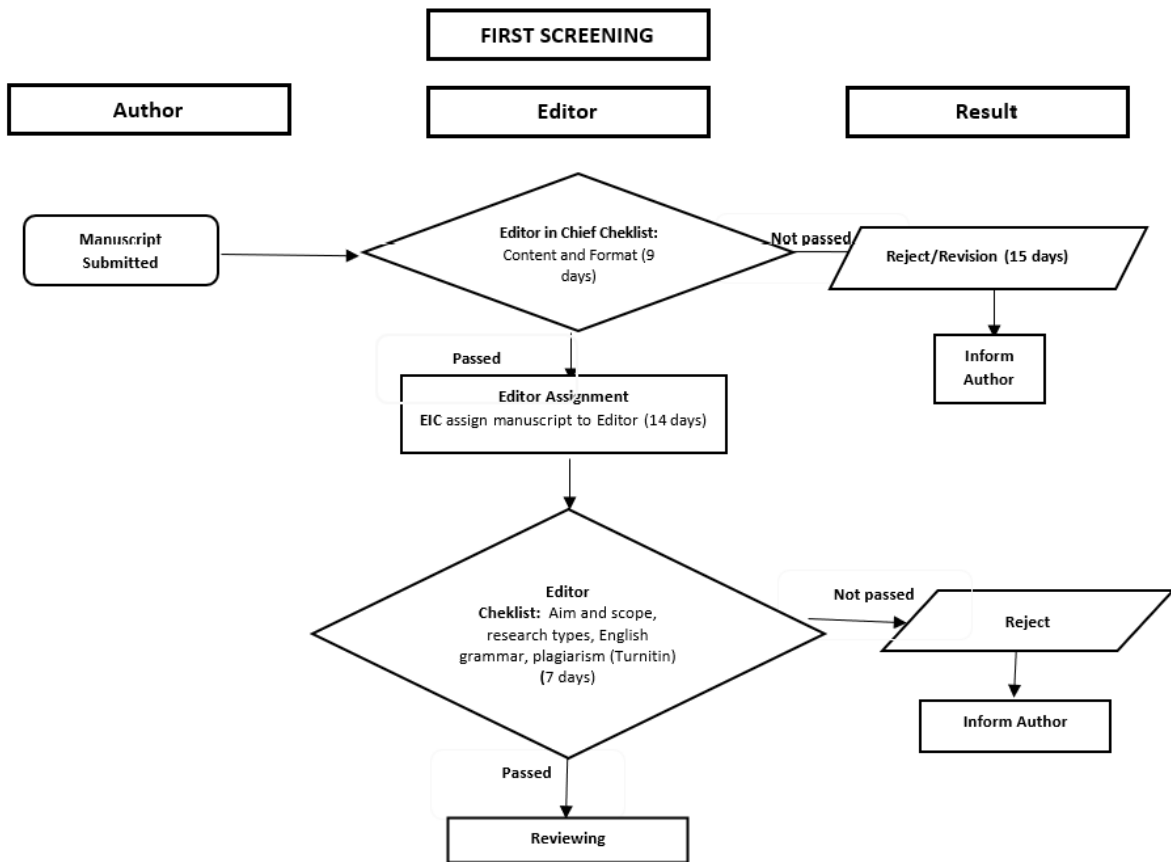 FIRST SCREENING
Author
Editor
Result
Manuscript
Submitted
Editor in Chief Cheklist:
Content and Format (9
days)
Not passed
Reject/Revision (15 days)
Inform
Author
Passed
Editor Assignment
EIC assign manuscript to Editor (14 days)
Editor
Cheklist: Aim and scope,
research types, English
grammar, plagiarism (Turnitin)
(7 days)
Not passed
Reject
Inform Author
Passed
Reviewing